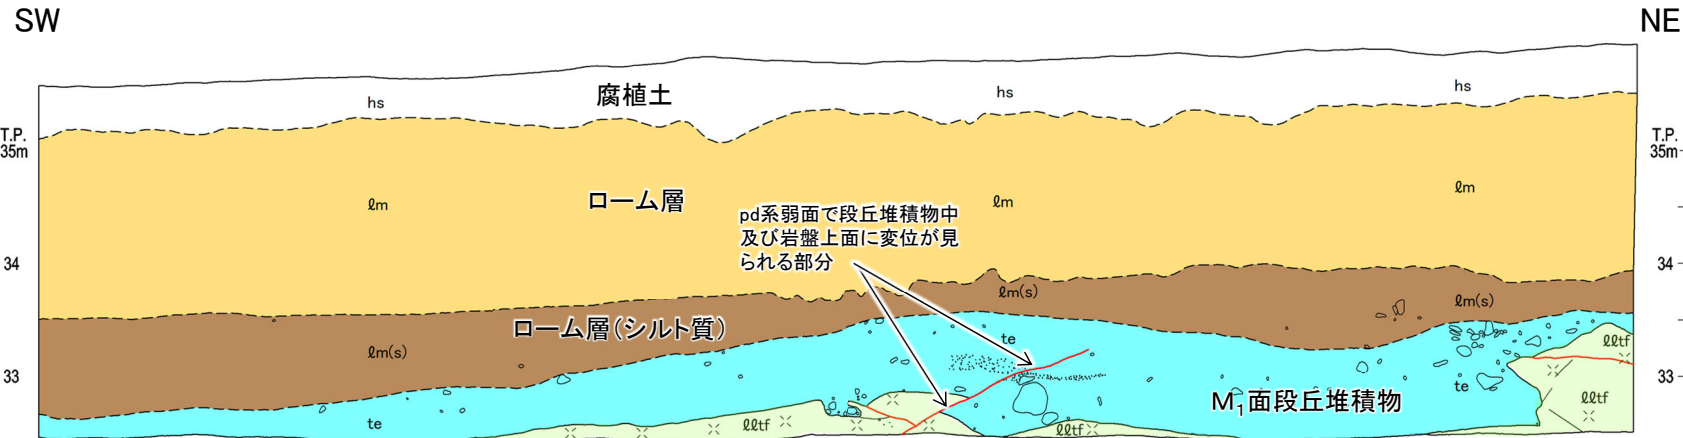 SW
NE
hs
腐植土
hs
hs
T.P.
35m
T.P.
35m
ℓm
ローム層
ℓm
ℓm
pd系弱面で段丘堆積物中
及び岩盤上面に変位が見
られる部分
34
34
ℓm(s)
ℓm(s)
ローム層(シルト質)
ℓm(s)
te
ℓℓtf
33
33
te
ℓℓtf
M1面段丘堆積物
te
ℓℓtf
ℓℓtf